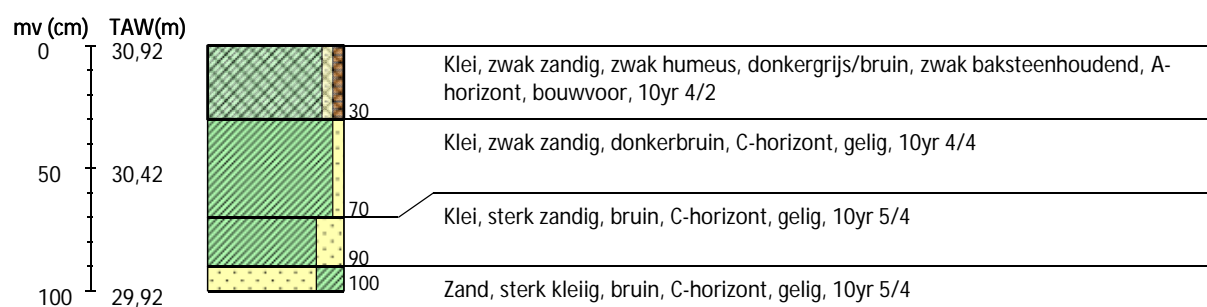 mv (cm) TAW(m)
0 30,92
Klei, zwak zandig, zwak humeus, donkergrijs/bruin, zwak baksteenhoudend, A-
horizont, bouwvoor, 10yr 4/2
30
Klei, zwak zandig, donkerbruin, C-horizont, gelig, 10yr 4/4
50 30,42
70
Klei, sterk zandig, bruin, C-horizont, gelig, 10yr 5/4
90
100
Zand, sterk kleiig, bruin, C-horizont, gelig, 10yr 5/4
100 29,92